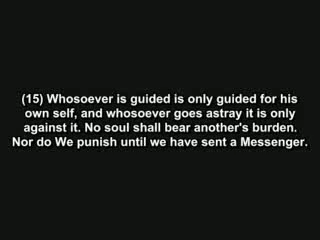 (15) Whosoever is guided is only guided for his
own self, and whosoever goes astray it is only
against it. No soul shall bear another's burden.
Nor do We punish until we have sent a Messenger.